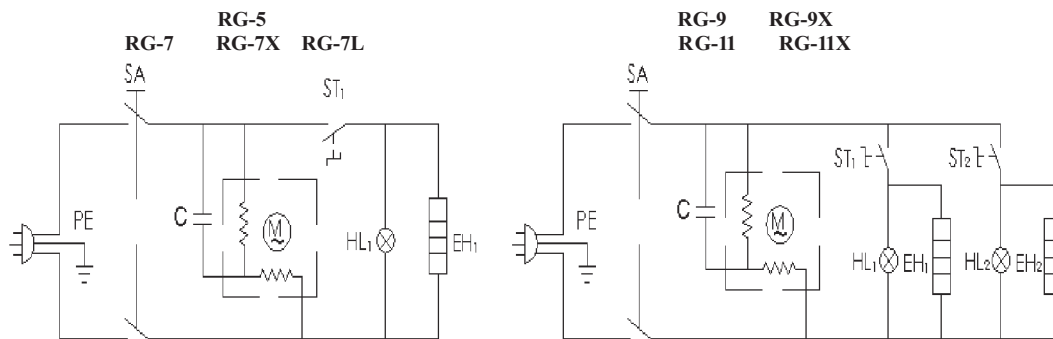 RG-5
RG-7 RG-7X RG-7L
SA
ST₁
PE
C
M
HL₁
EH₁
RG-9 RG-9X
RG-11 RG-11X
SA
ST₁
ST₂
PE
C
M
HL₁
EH₁
HL₂
EH₂